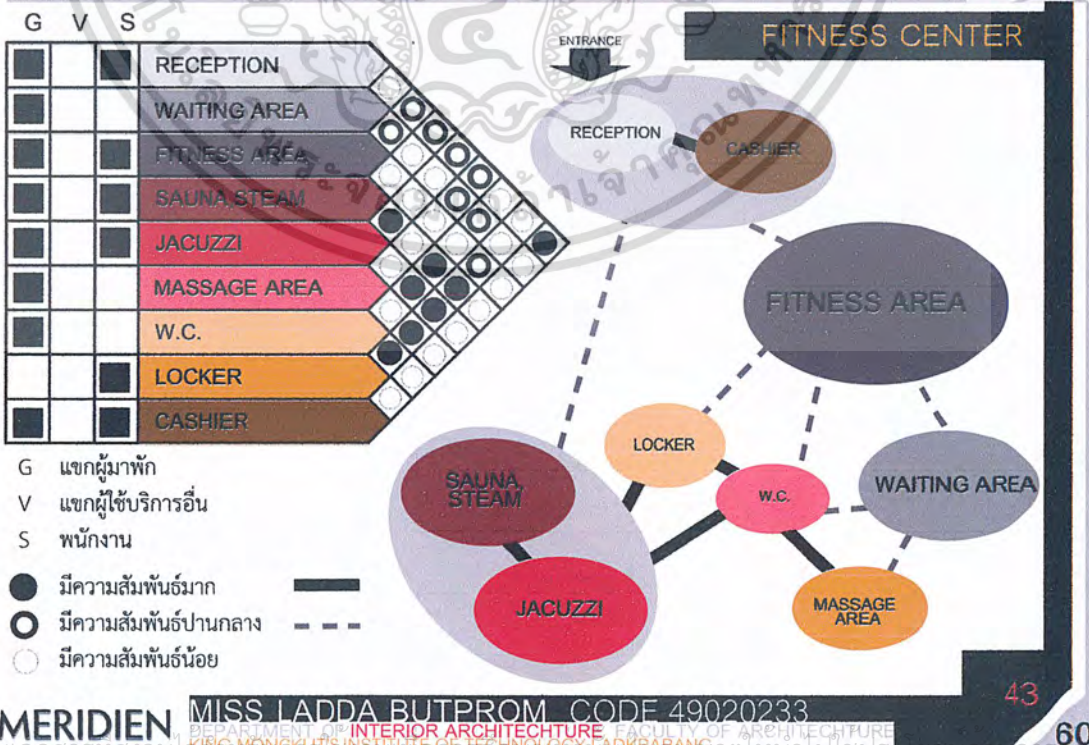 G V S
FITNESS CENTER
RECEPTION
WAITING AREA
FITNESS AREA
SAUNA,STEAM
JACUZZI
MASSAGE AREA
W.C.
LOCKER
CASHIER
ENTRANCE
RECEPTION
CASHIER
FITNESS AREA
LOCKER
SAUNA,
STEAM
W.C.
WAITING AREA
JACUZZI
MASSAGE
AREA
G แขกผู้มาพัก
V แขกผู้ใช้บริการอื่น
S พนักงาน
มีความสัมพันธ์มาก
มีความสัมพันธ์ปานกลาง
มีความสัมพันธ์น้อย
43
MERIDIEN
MISS LADDA BUTPROM CODE 49020233
DEPARTMENT OF INTERIOR ARCHITECHTURE FACULTY OF ARCHITECHTURE
KING MONGKUT'S INSTITUTE OF TECHNOLOGY LADKRABANG
60